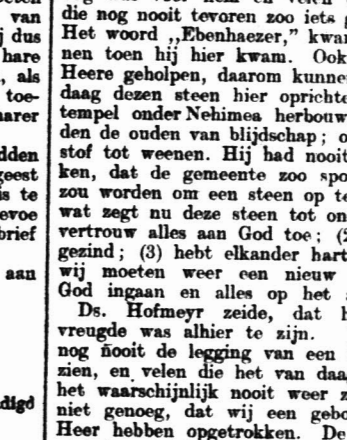 van
j dus
hare
, als
toe-
narer
dden
geest
is te
evoe
brief
aan
digd
die nog nooit tevoren zoo iets
Het woord „Ebenhaezer,” kwa
nen toen hij hier kwam. Ook
Heere geholpen, daarom kunne
daag dezen steen hier opricht
tempel onder Nehimea herbouw
den de ouden van blijdschap; o
stof tot weenen. Hij had nooit
ken, dat de gemeente zoo spo
zou worden om een steen op te
wat zegt nu deze steen tot on
vertrouw alles aan God toe; (
gezind; (3) hebt elkander hart
wij moeten weer een nieuw
God ingaan en alles op het
Ds. Hofmeyr zeide, dat h
vreugde was alhier te zijn.
nog nooit de legging van een
zien, en velen die het van daa
het waarschijnlijk nooit weer z
niet genoeg, dat wij een gebo
Heer hebben opgetrokken. De